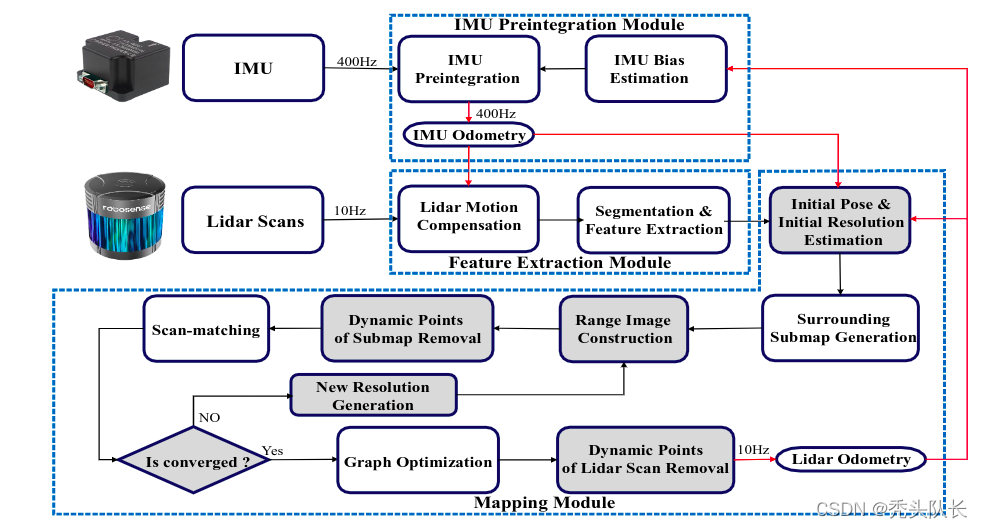 IMU Preintegration Module
IMU
400Hz
IMU
Preintegration
IMU Bias
Estimation
400Hz
IMU Odometry
robosense
Lidar Scans
10Hz
Lidar Motion
Compensation
Segmentation &
Feature Extraction
Initial Pose &
Initial Resolution
Estimation
Feature Extraction Module
Scan-matching
Dynamic Points
of Submap Removal
Range Image
Construction
Surrounding
Submap Generation
New Resolution
Generation
NO
Is converged ?
Yes
Graph Optimization
Dynamic Points
of Lidar Scan Removal
10Hz
Lidar Odometry
Mapping Module
CSDN @秃头队长